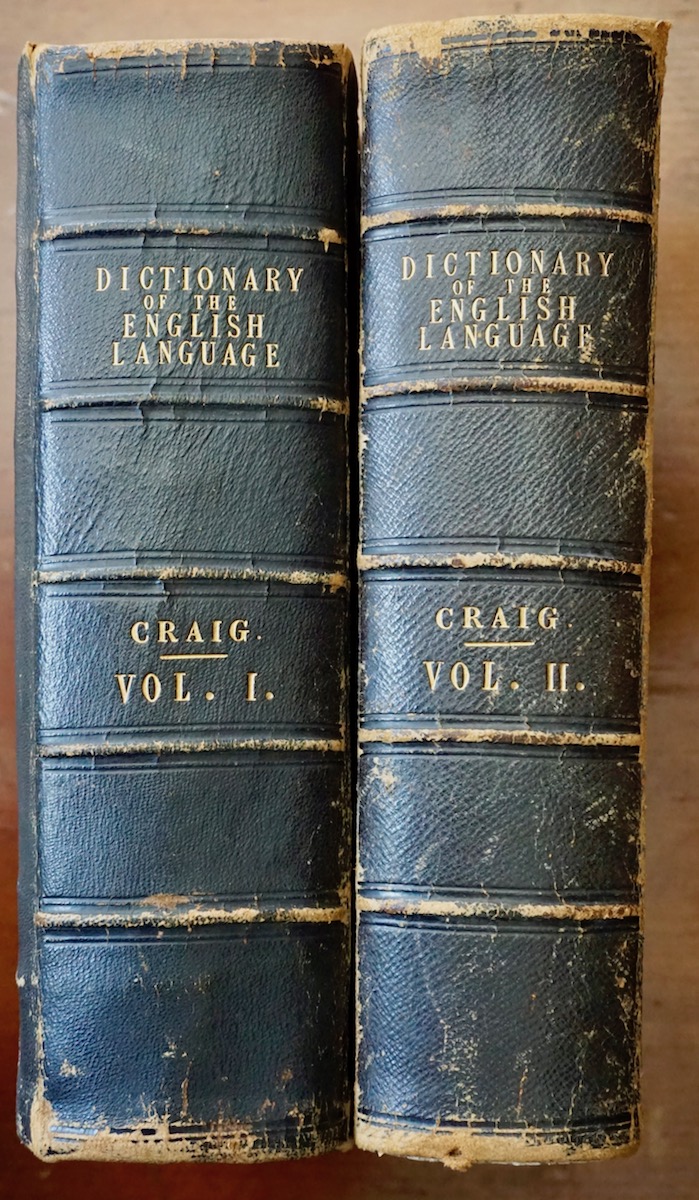 DICTIONARY
OF THE
ENGLISH
LANGUAGE
CRAIG.
VOL. I.
DICTIONARY
OF THE
ENGLISH
LANGUAGE
CRAIG.
VOL. II.